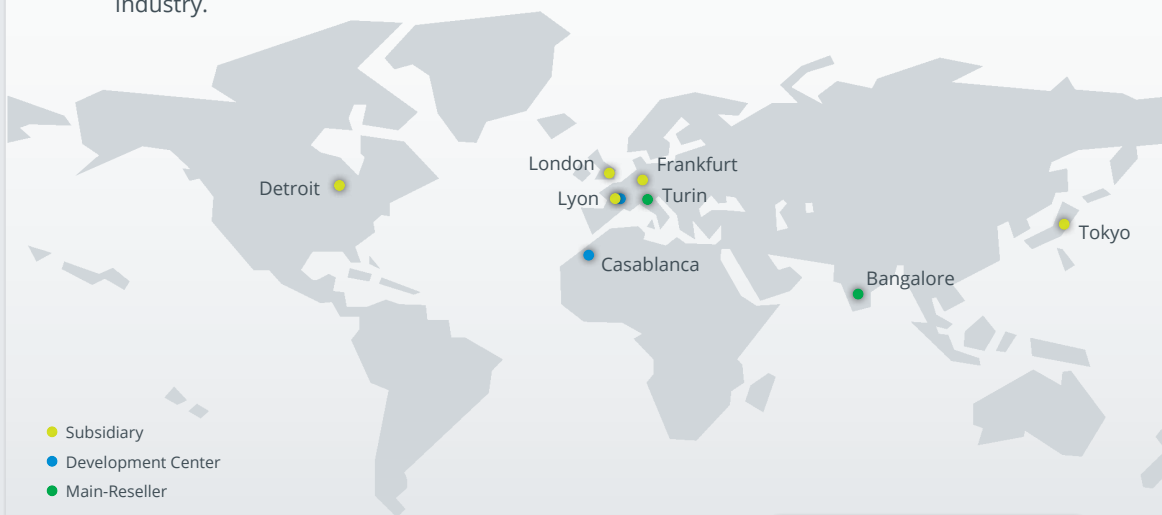 industry.
London
Frankfurt
Detroit
Lyon
Turin
Tokyo
Casablanca
Bangalore
Subsidiary
Development Center
Main-Reseller